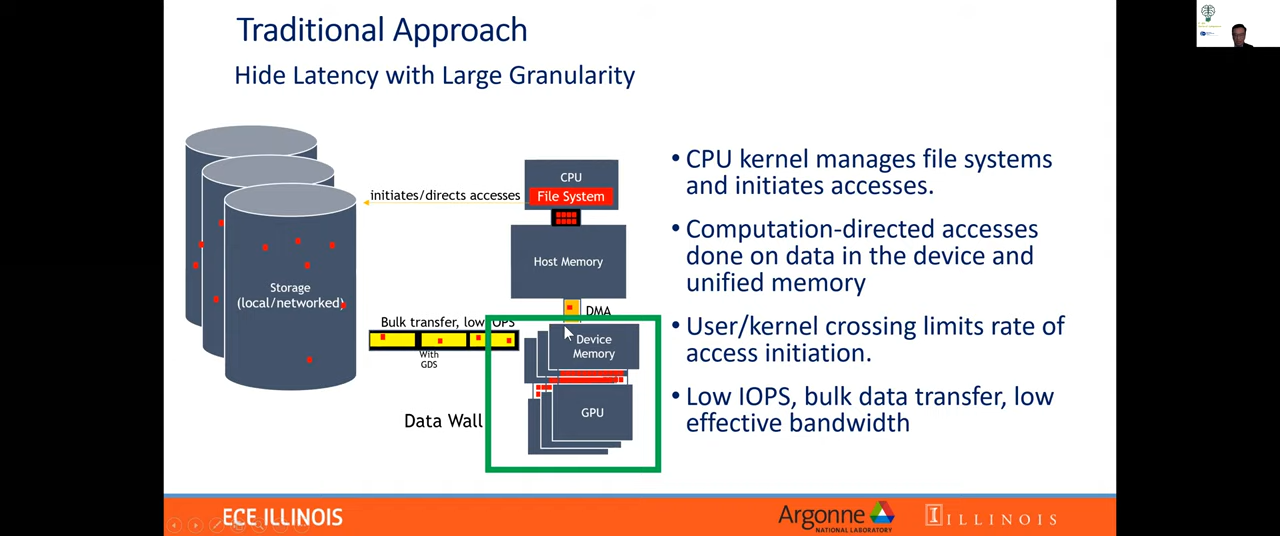 Traditional Approach
Hide Latency with Large Granularity
CPU
File System
initiates/directs accesses
Host Memory
Storage
(local/networked)
DMA
Bulk transfer, low IOPS
With
GDS
Device
Memory
GPU
Data Wall
• CPU kernel manages file systems
and initiates accesses.
• Computation-directed accesses
done on data in the device and
unified memory
• User/kernel crossing limits rate of
access initiation.
• Low IOPS, bulk data transfer, low
effective bandwidth
ECE ILLINOIS
Argonne
NATIONAL LABORATORY
I ILLINOIS